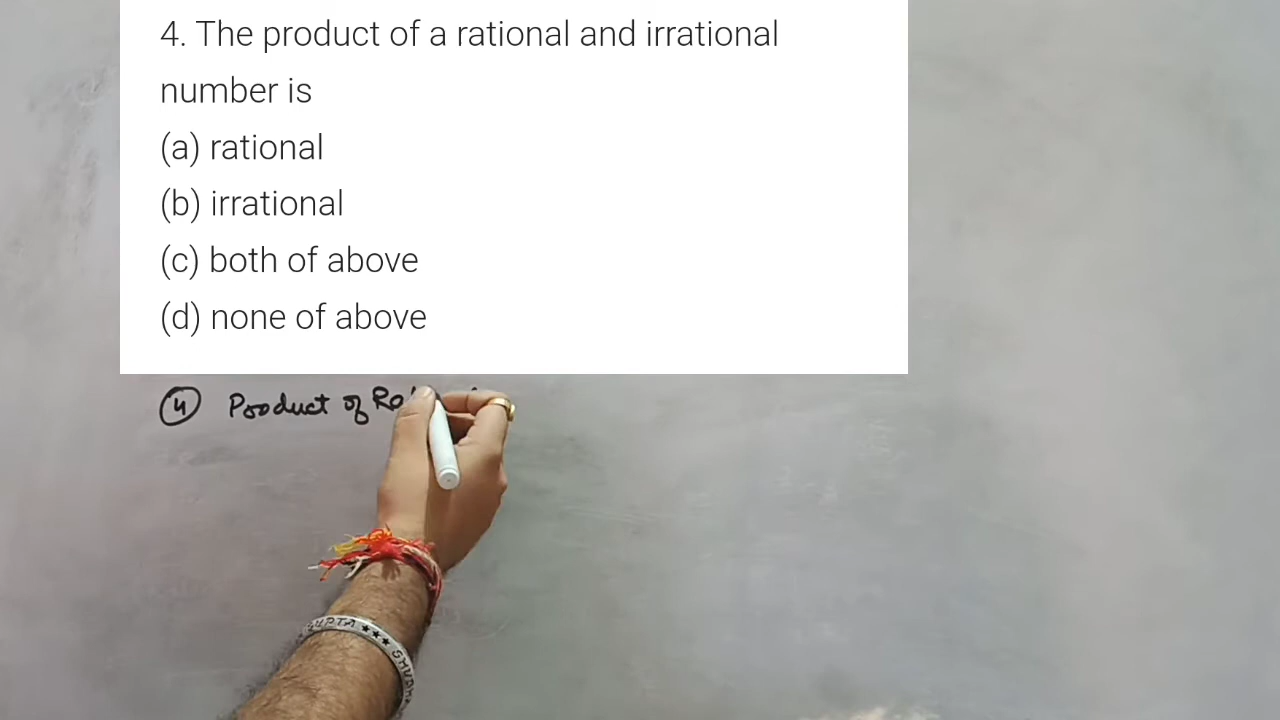 4. The product of a rational and irrational
number is
(a) rational
(b) irrational
(c) both of above
(d) none of above
4 Product of
GUPTA ★★★